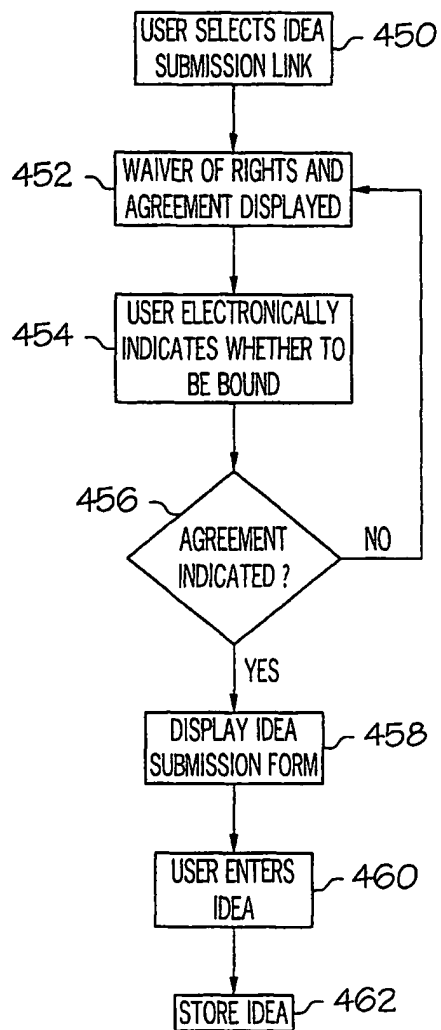 USER SELECTS IDEA
SUBMISSION LINK
450
452
WAIVER OF RIGHTS AND
AGREEMENT DISPLAYED
454
USER ELECTRONICALLY
INDICATES WHETHER TO
BE BOUND
456
AGREEMENT
INDICATED ?
NO
YES
DISPLAY IDEA
SUBMISSION FORM
458
USER ENTERS
IDEA
460
STORE IDEA
462